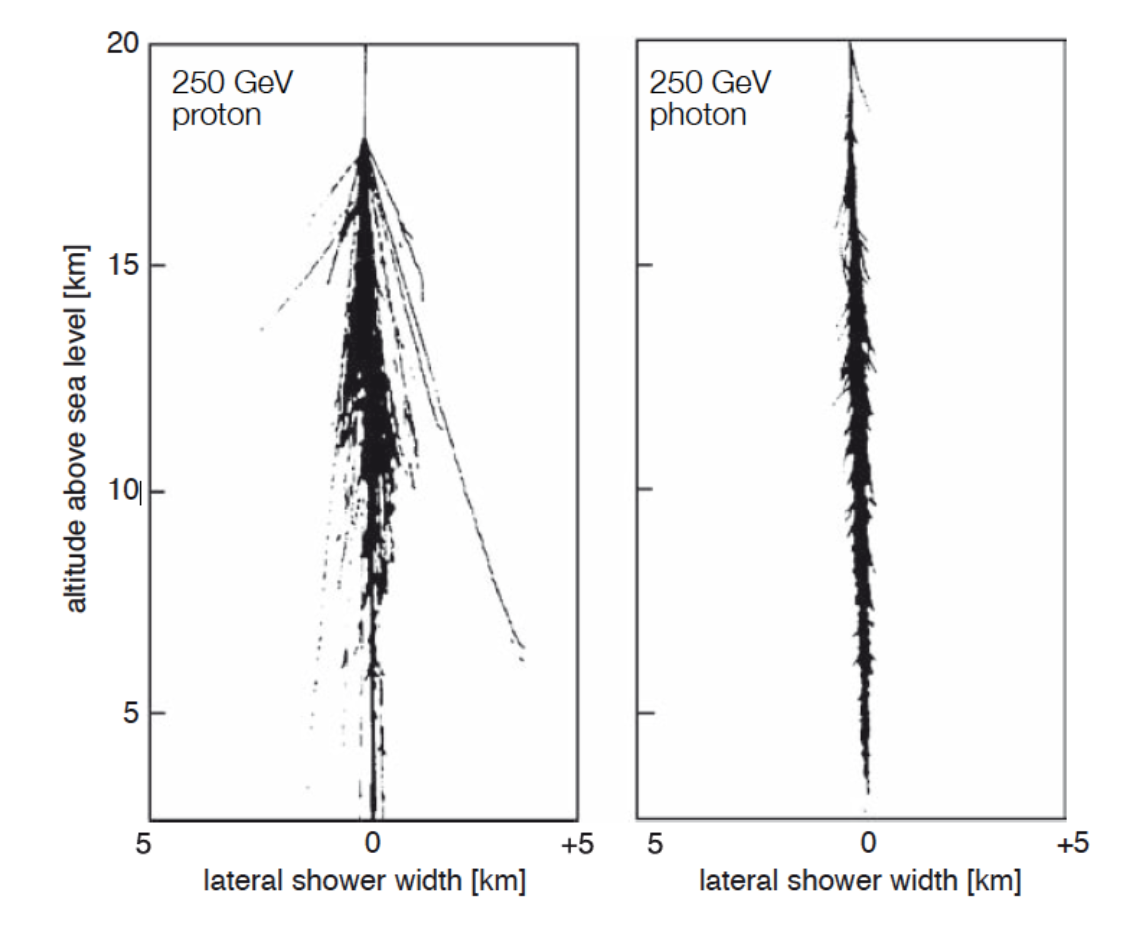 20
250 GeV
proton
250 GeV
photon
15
altitude above sea level [km]
10
5
5 0 +5
5 0 +5
lateral shower width [km]
lateral shower width [km]